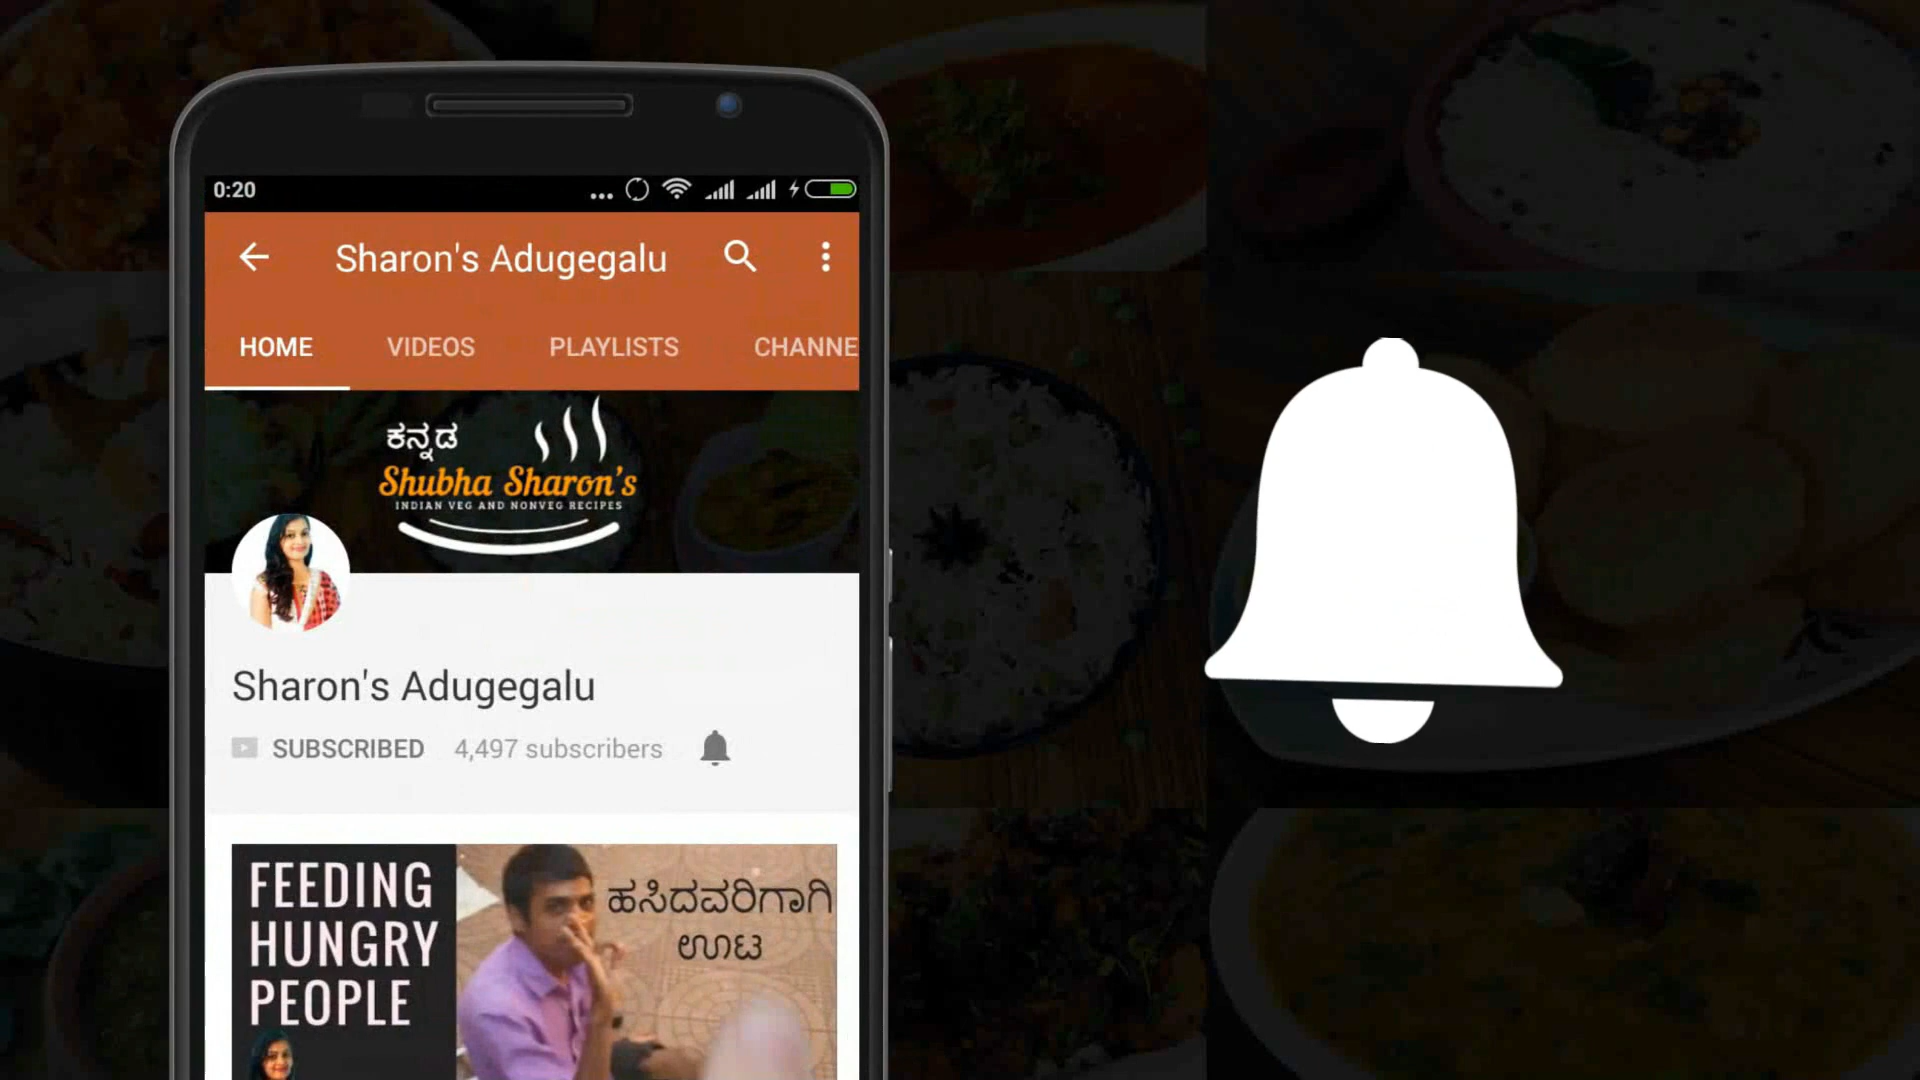 0:20
Sharon's Adugegalu
HOME VIDEOS PLAYLISTS CHANNE
ಕನ್ನಡ
Shubha Sharon's
INDIAN VEG AND NONVEG RECIPES
Sharon's Adugegalu
SUBSCRIBED 4,497 subscribers
FEEDING
HUNGRY
PEOPLE
ಹಸಿದವರಿಗಾಗಿ
ಊಟ